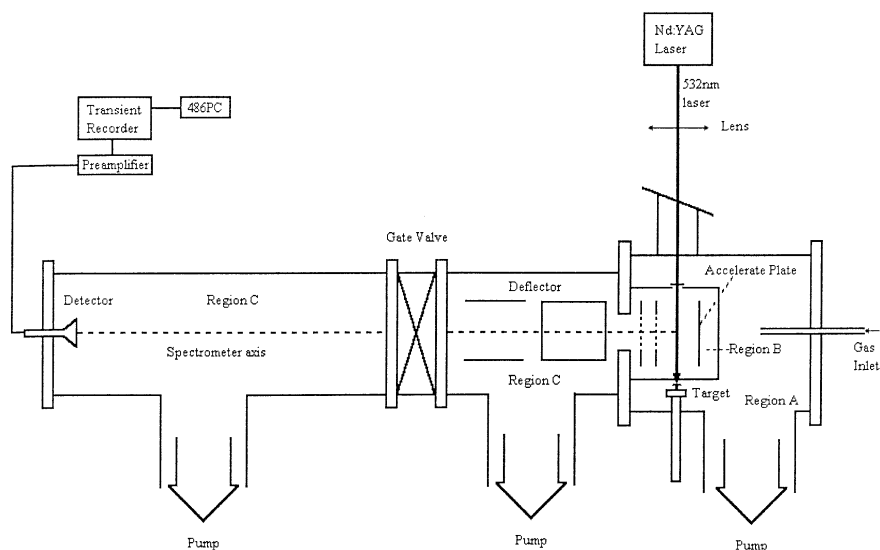 Nd:YAG
Laser
532nm
laser
Lens
Transient
Recorder
486PC
Preamplifier
Gate Valve
Detector
Region C
Deflector
Accelerate Plate
Spectrometer axis
Region B
Gas
Inlet
Region C
Target
Region A
Pump
Pump
Pump